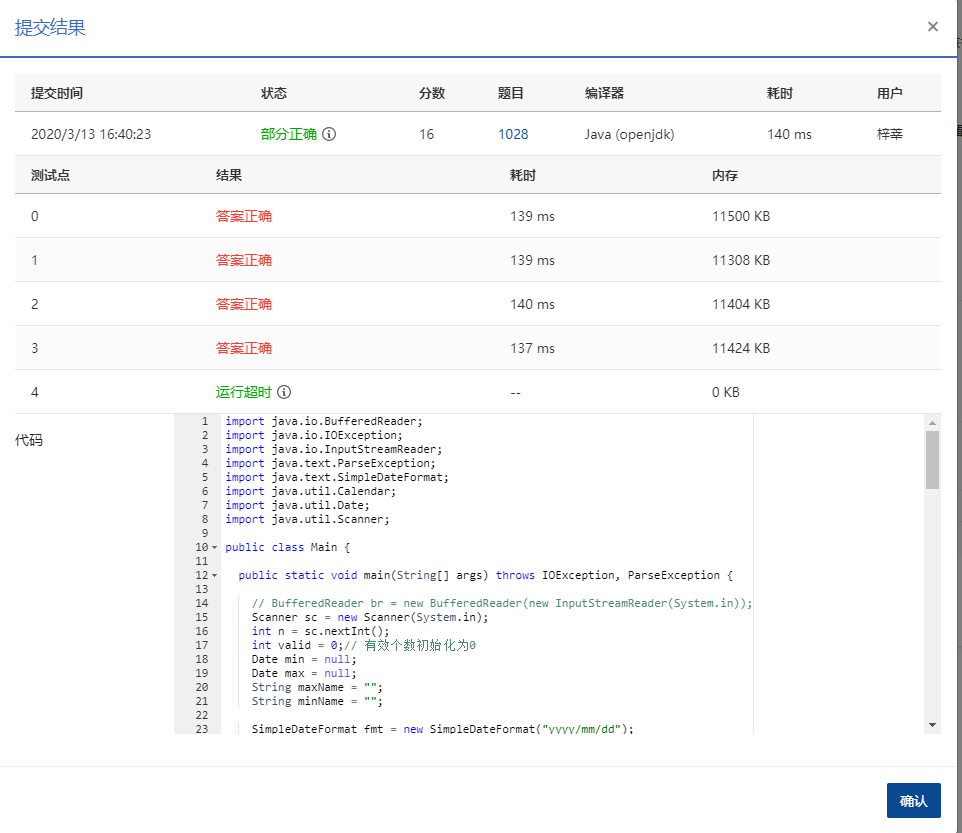 提交结果
×
提交时间 状态 分数 题目 编译器 耗时 用户
2020/3/13 16:40:23 部分正确 16 1028 Java (openjdk) 140 ms 梓莘
测试点 结果 耗时 内存
0 答案正确 139 ms 11500 KB
1 答案正确 139 ms 11308 KB
2 答案正确 140 ms 11404 KB
3 答案正确 137 ms 11424 KB
4 运行超时 -- 0 KB
代码
1 import java.io.BufferedReader;
2 import java.io.IOException;
3 import java.io.InputStreamReader;
4 import java.text.ParseException;
5 import java.text.SimpleDateFormat;
6 import java.util.Calendar;
7 import java.util.Date;
8 import java.util.Scanner;
9
10 public class Main {
11
12 public static void main(String[] args) throws IOException, ParseException {
13
14 // BufferedReader br = new BufferedReader(new InputStreamReader(System.in));
15 Scanner sc = new Scanner(System.in);
16 int n = sc.nextInt();
17 int valid = 0;// 有效个数初始化为0
18 Date min = null;
19 Date max = null;
20 String maxName = "";
21 String minName = "";
22
23 SimpleDateFormat fmt = new SimpleDateFormat("yyyy/mm/dd");
确认